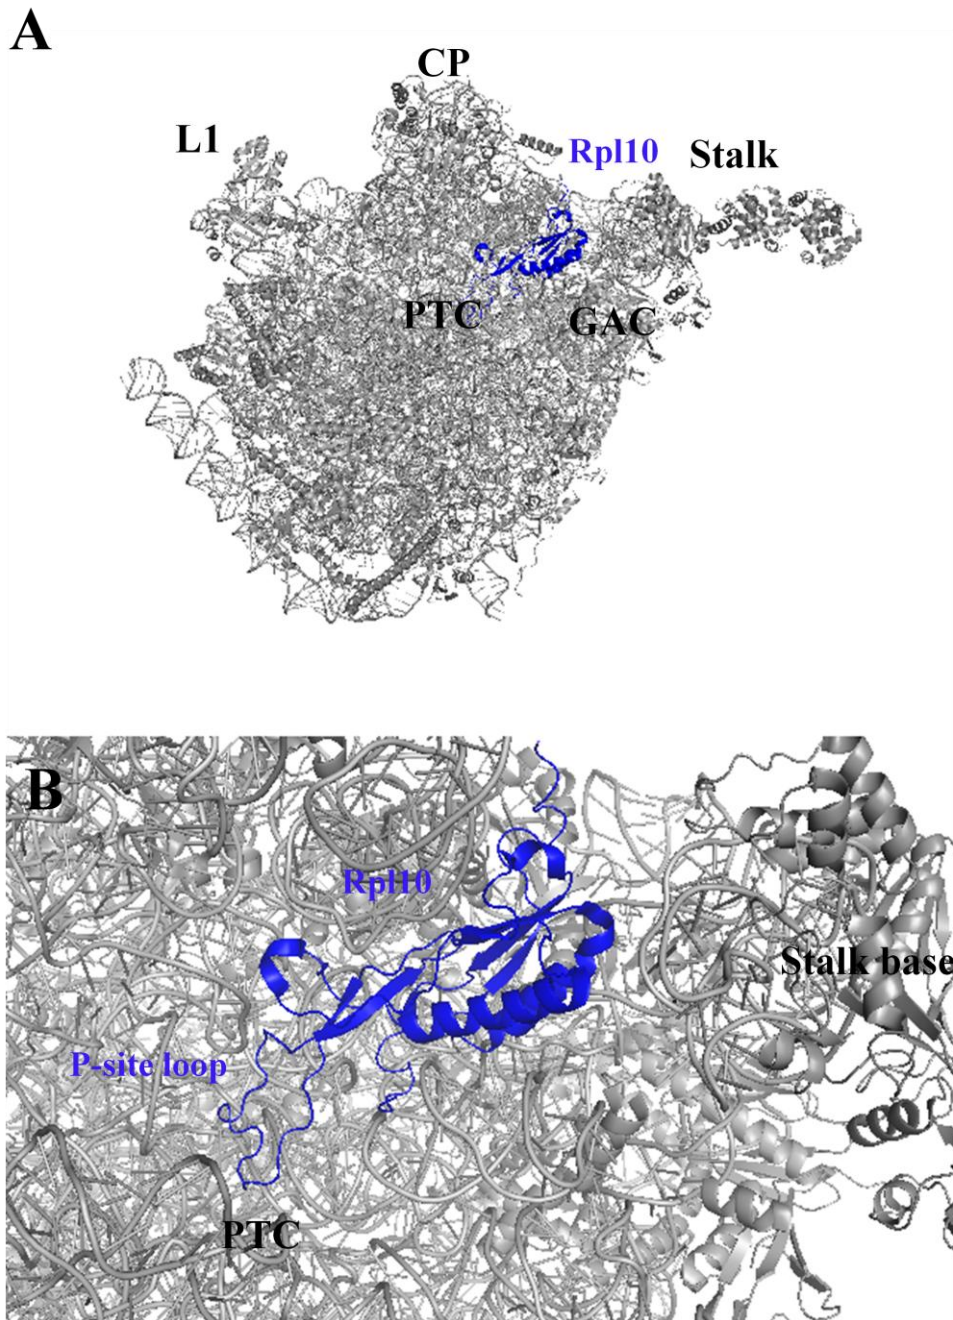 A
CP
L1
Rpl10
Stalk
PTC
GAC
B
Rpl10
Stalk base
P-site loop
PTC